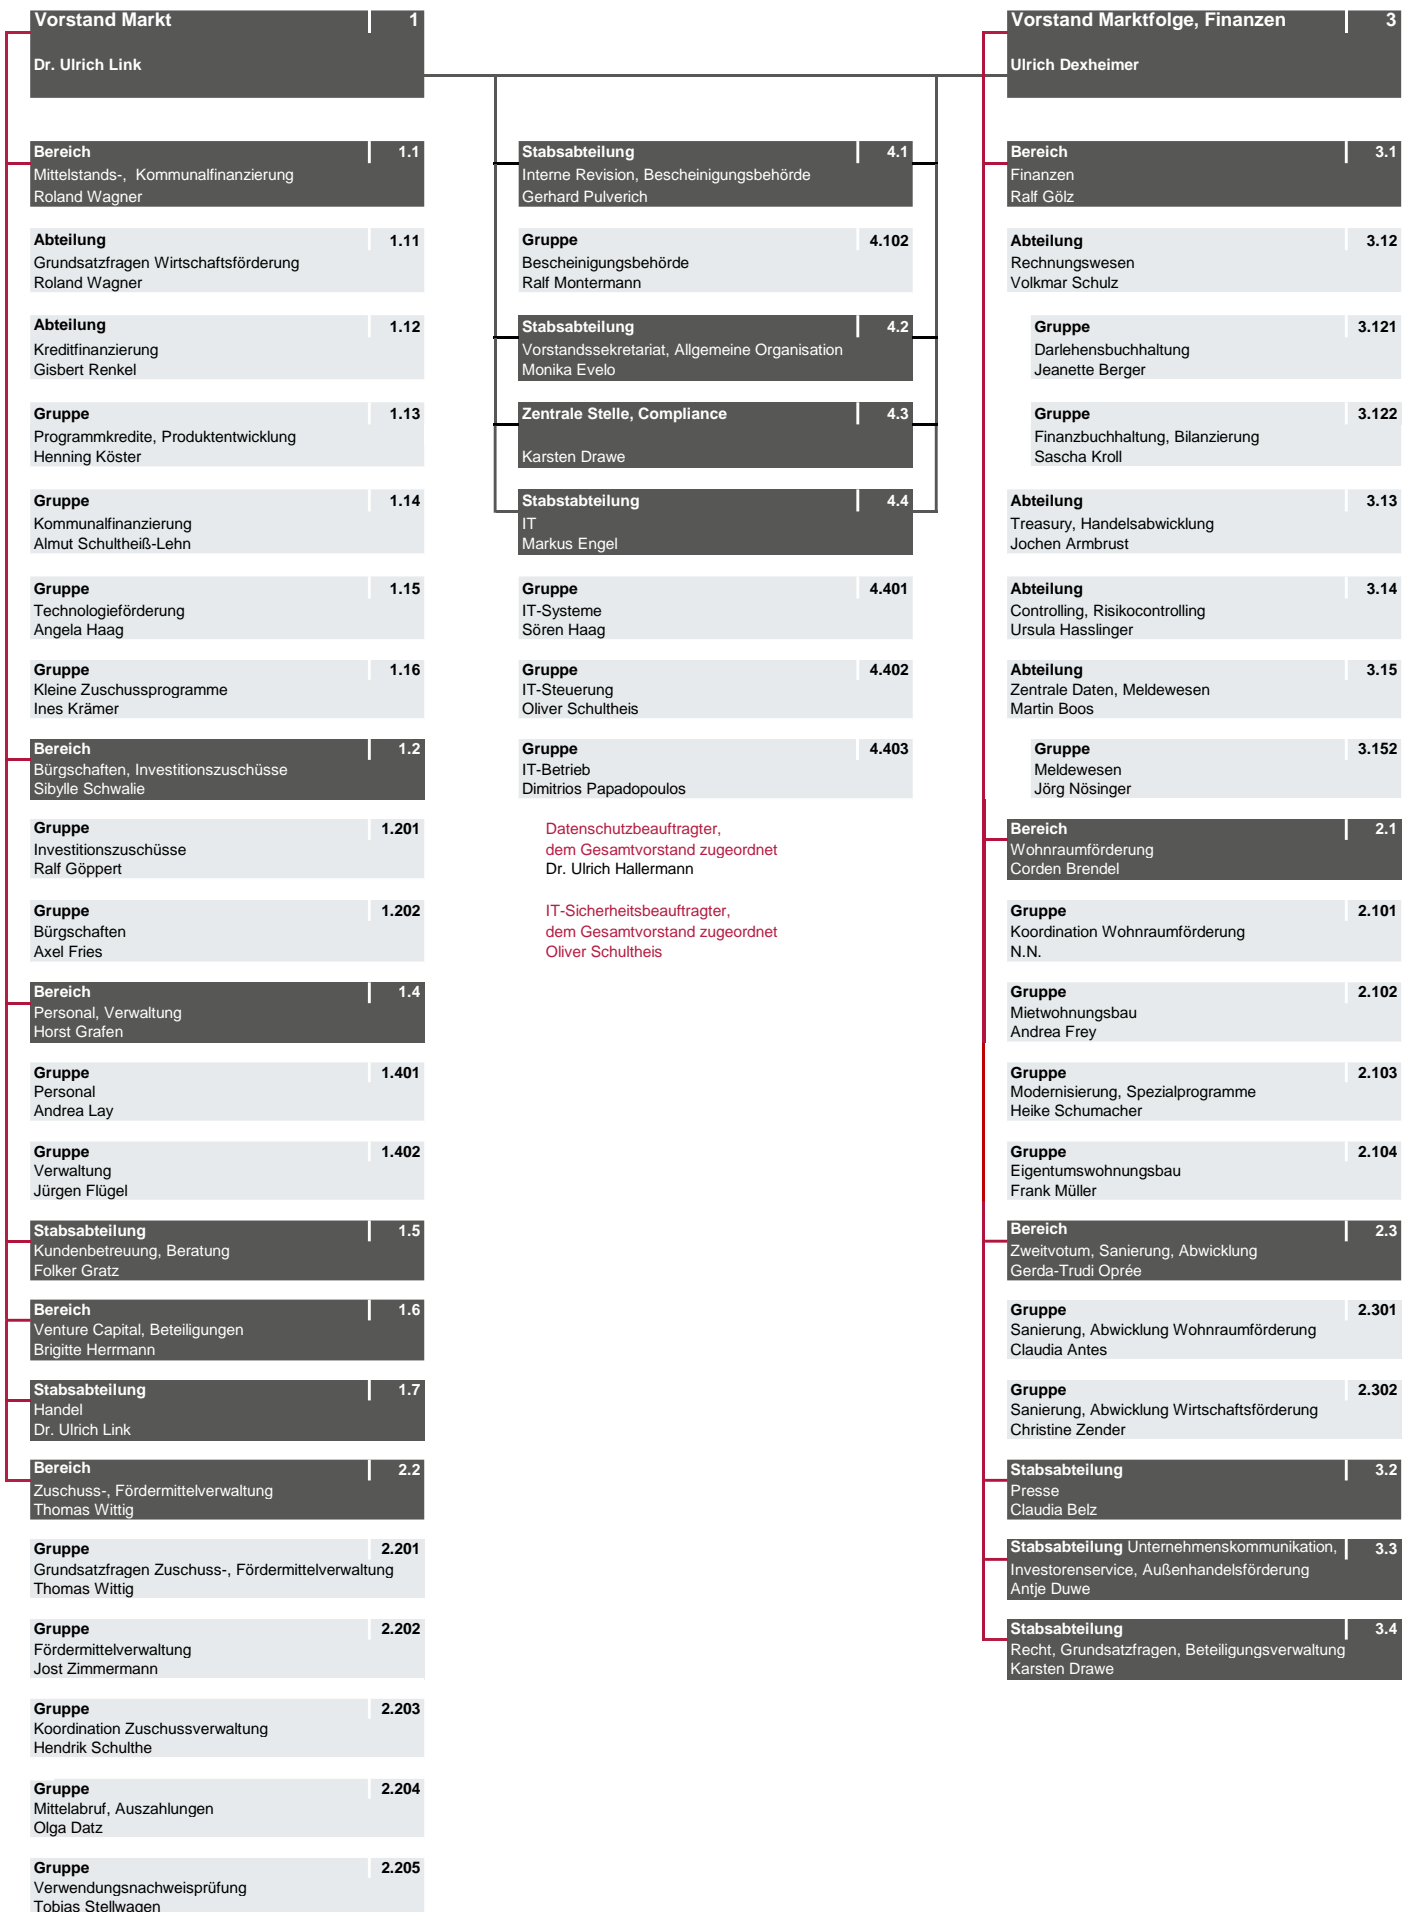 Vorstand Markt 1
Dr. Ulrich Link
Bereich 1.1
Mittelstands-, Kommunalfinanzierung
Roland Wagner
Abteilung 1.11
Grundsatzfragen Wirtschaftsförderung
Roland Wagner
Abteilung 1.12
Kreditfinanzierung
Gisbert Renkel
Gruppe 1.13
Programmkredite, Produktentwicklung
Henning Köster
Gruppe 1.14
Kommunalfinanzierung
Almut Schultheiß-Lehn
Gruppe 1.15
Technologieförderung
Angela Haag
Gruppe 1.16
Kleine Zuschussprogramme
Ines Krämer
Bereich 1.2
Bürgschaften, Investitionszuschüsse
Sibylle Schwalie
Gruppe 1.201
Investitionszuschüsse
Ralf Göppert
Gruppe 1.202
Bürgschaften
Axel Fries
Bereich 1.4
Personal, Verwaltung
Horst Grafen
Gruppe 1.401
Personal
Andrea Lay
Gruppe 1.402
Verwaltung
Jürgen Flügel
Stabsabteilung 1.5
Kundenbetreuung, Beratung
Folker Gratz
Bereich 1.6
Venture Capital, Beteiligungen
Brigitte Herrmann
Stabsabteilung 1.7
Handel
Dr. Ulrich Link
Bereich 2.2
Zuschuss-, Fördermittelverwaltung
Thomas Wittig
Gruppe 2.201
Grundsatzfragen Zuschuss-, Fördermittelverwaltung
Thomas Wittig
Gruppe 2.202
Fördermittelverwaltung
Jost Zimmermann
Gruppe 2.203
Koordination Zuschussverwaltung
Hendrik Schulthe
Gruppe 2.204
Mittelabruf, Auszahlungen
Olga Datz
Gruppe 2.205
Verwendungsnachweisprüfung
Tobias Stellwagen
Stabsabteilung 4.1
Interne Revision, Bescheinigungsbehörde
Gerhard Pulverich
Gruppe 4.102
Bescheinigungsbehörde
Ralf Montermann
Stabsabteilung 4.2
Vorstandssekretariat, Allgemeine Organisation
Monika Evelo
Zentrale Stelle, Compliance 4.3
Karsten Drawe
Stabstabteilung 4.4
IT
Markus Engel
Gruppe 4.401
IT-Systeme
Sören Haag
Gruppe 4.402
IT-Steuerung
Oliver Schultheis
Gruppe 4.403
IT-Betrieb
Dimitrios Papadopoulos
Datenschutzbeauftragter,
dem Gesamtvorstand zugeordnet
Dr. Ulrich Hallermann
IT-Sicherheitsbeauftragter,
dem Gesamtvorstand zugeordnet
Oliver Schultheis
Vorstand Marktfolge, Finanzen 3
Ulrich Dexheimer
Bereich 3.1
Finanzen
Ralf Gölz
Abteilung 3.12
Rechnungswesen
Volkmar Schulz
Gruppe 3.121
Darlehensbuchhaltung
Jeanette Berger
Gruppe 3.122
Finanzbuchhaltung, Bilanzierung
Sascha Kroll
Abteilung 3.13
Treasury, Handelsabwicklung
Jochen Armbrust
Abteilung 3.14
Controlling, Risikocontrolling
Ursula Hasslinger
Abteilung 3.15
Zentrale Daten, Meldewesen
Martin Boos
Gruppe 3.152
Meldewesen
Jörg Nösinger
Bereich 2.1
Wohnraumförderung
Corden Brendel
Gruppe 2.101
Koordination Wohnraumförderung
N.N.
Gruppe 2.102
Mietwohnungsbau
Andrea Frey
Gruppe 2.103
Modernisierung, Spezialprogramme
Heike Schumacher
Gruppe 2.104
Eigentumswohnungsbau
Frank Müller
Bereich 2.3
Zweitvotum, Sanierung, Abwicklung
Gerda-Trudi Oprée
Gruppe 2.301
Sanierung, Abwicklung Wohnraumförderung
Claudia Antes
Gruppe 2.302
Sanierung, Abwicklung Wirtschaftsförderung
Christine Zender
Stabsabteilung 3.2
Presse
Claudia Belz
Stabsabteilung Unternehmenskommunikation, 3.3
Investorenservice, Außenhandelsförderung
Antje Duwe
Stabsabteilung 3.4
Recht, Grundsatzfragen, Beteiligungsverwaltung
Karsten Drawe